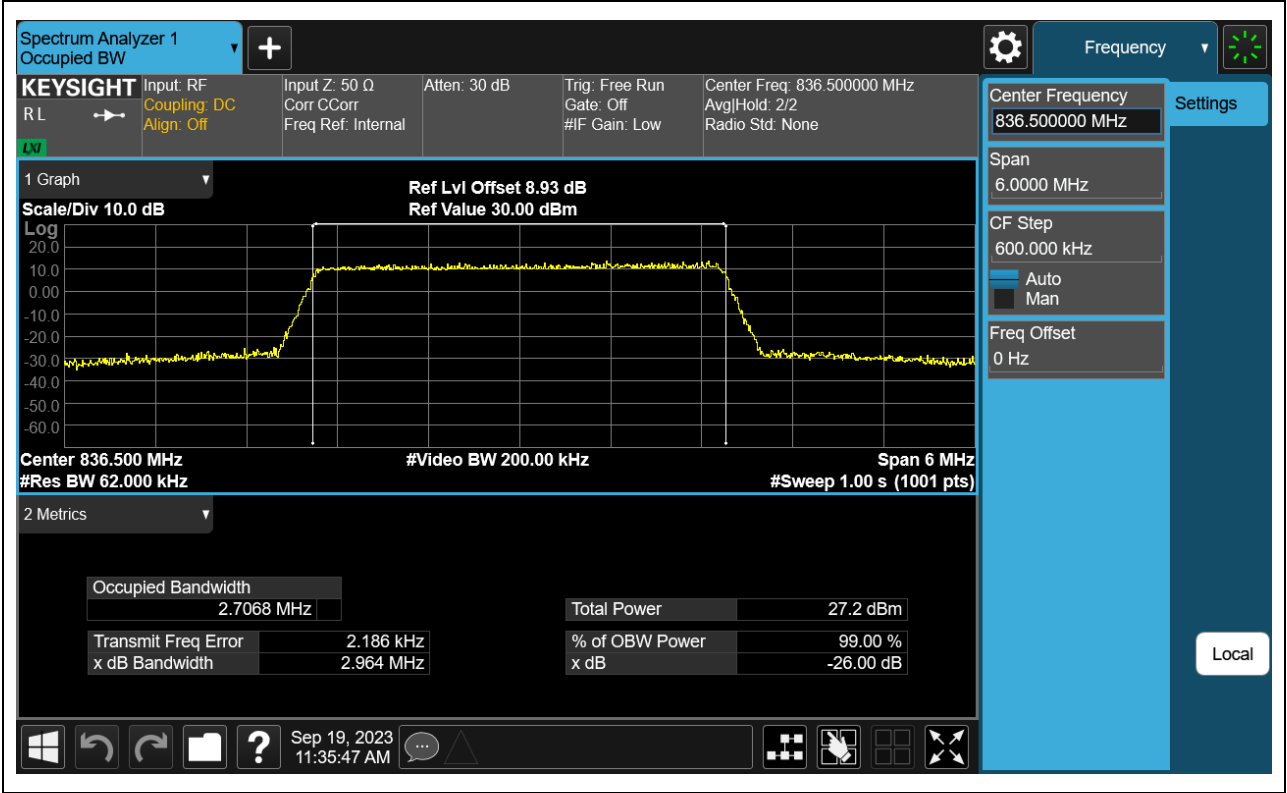 Spectrum Analyzer 1
Occupied BW
+
Frequency
KEYSIGHT
R L
LXI
Input: RF
Coupling: DC
Align: Off
Input Z: 50 Ω
Corr CCorr
Freq Ref: Internal
Atten: 30 dB
Trig: Free Run
Gate: Off
#IF Gain: Low
Center Freq: 836.500000 MHz
Avg|Hold: 2/2
Radio Std: None
Center Frequency
836.500000 MHz
Settings
Span
6.0000 MHz
CF Step
600.000 kHz
Auto
Man
Freq Offset
0 Hz
Local
1 Graph
Scale/Div 10.0 dB
Ref Lvl Offset 8.93 dB
Ref Value 30.00 dBm
Log
20.0
10.0
0.00
-10.0
-20.0
-30.0
-40.0
-50.0
-60.0
Center 836.500 MHz
#Video BW 200.00 kHz
Span 6 MHz
#Res BW 62.000 kHz
#Sweep 1.00 s (1001 pts)
2 Metrics
Occupied Bandwidth
2.7068 MHz
Total Power 27.2 dBm
Transmit Freq Error 2.186 kHz
% of OBW Power 99.00 %
x dB Bandwidth 2.964 MHz
x dB -26.00 dB
?
Sep 19, 2023
11:35:47 AM